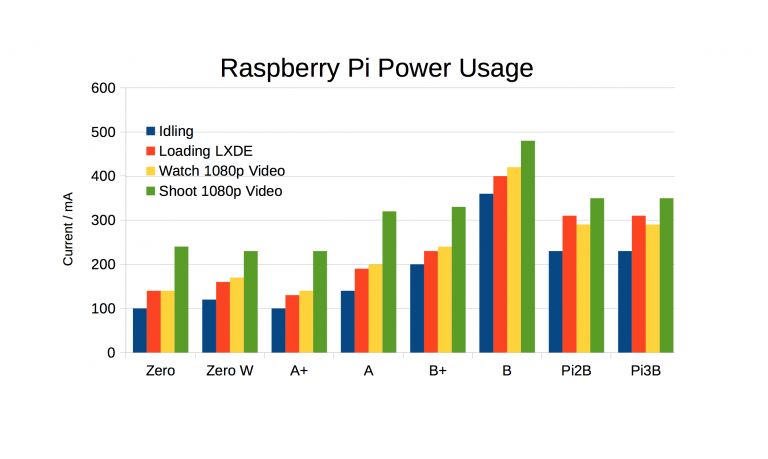 Raspberry Pi Power Usage
600
500
400
300
200
100
0
Current / mA
Idling
Loading LXDE
Watch 1080p Video
Shoot 1080p Video
Zero Zero W A+ A B+ B Pi2B Pi3B